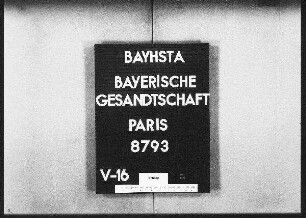 BAYHSTA
BAYERISCHE
GESANDTSCHAFT
PARIS
8793
V-16